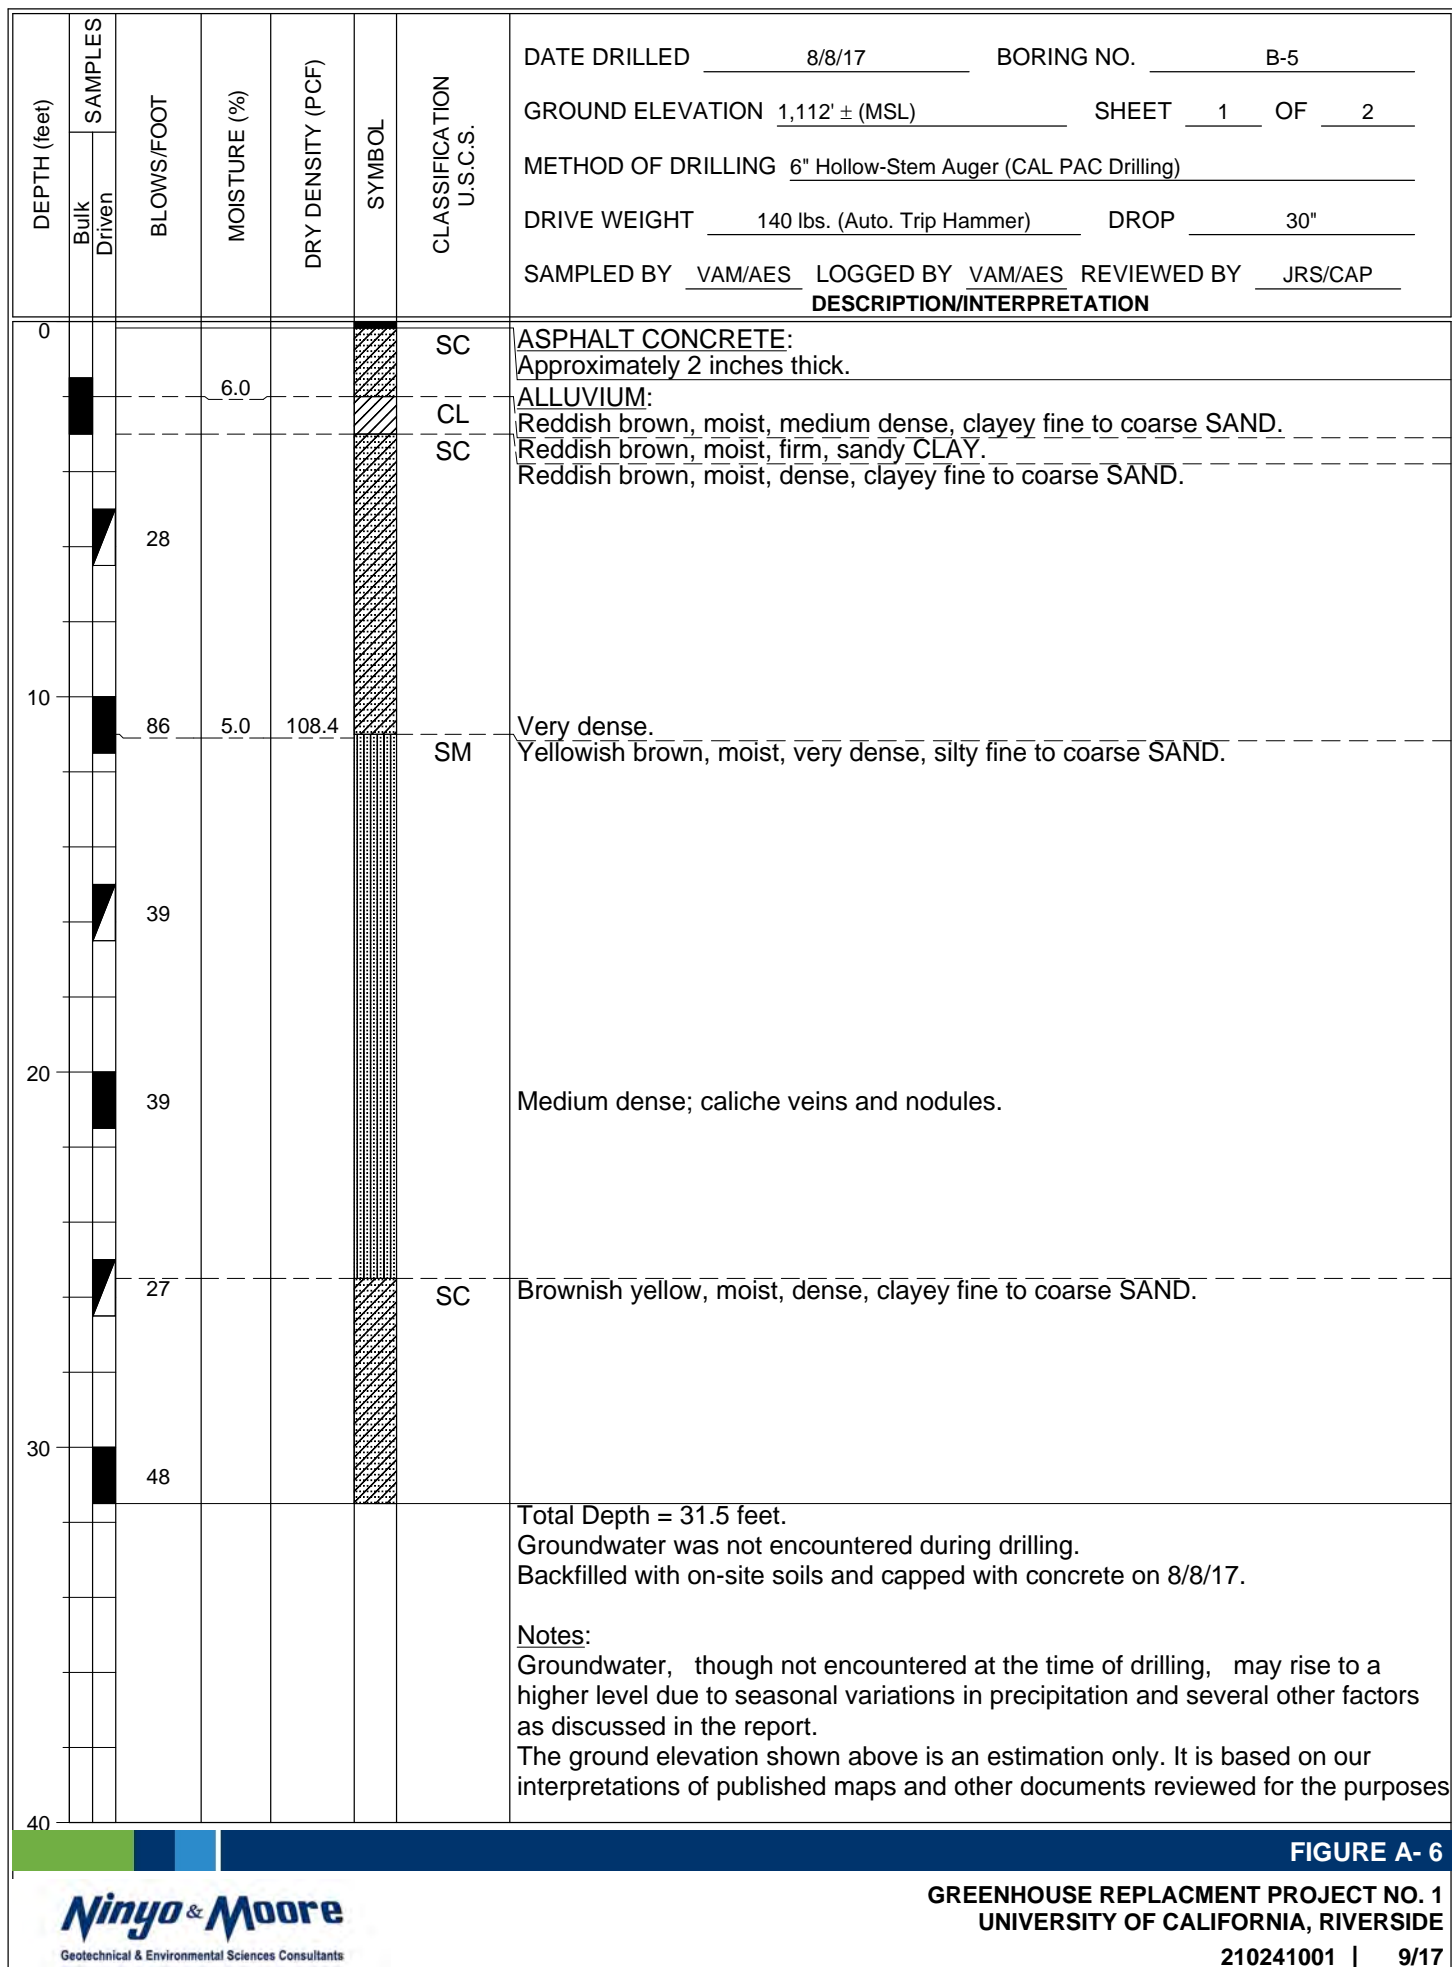 DEPTH (feet)
SAMPLES
Bulk
Driven
BLOWS/FOOT
MOISTURE (%)
DRY DENSITY (PCF)
SYMBOL
CLASSIFICATION
U.S.C.S.
DATE DRILLED 8/8/17 BORING NO. B-5
GROUND ELEVATION 1,112' ± (MSL) SHEET 1 OF 2
METHOD OF DRILLING 6" Hollow-Stem Auger (CAL PAC Drilling)
DRIVE WEIGHT 140 lbs. (Auto. Trip Hammer) DROP 30"
SAMPLED BY VAM/AES LOGGED BY VAM/AES REVIEWED BY JRS/CAP
DESCRIPTION/INTERPRETATION
0 SC ASPHALT CONCRETE:
Approximately 2 inches thick.
6.0 ALLUVIUM:
CL Reddish brown, moist, medium dense, clayey fine to coarse SAND.
SC Reddish brown, moist, firm, sandy CLAY.
Reddish brown, moist, dense, clayey fine to coarse SAND.
28
10
86 5.0 108.4 Very dense.
SM Yellowish brown, moist, very dense, silty fine to coarse SAND.
39
20
39 Medium dense; caliche veins and nodules.
27 SC Brownish yellow, moist, dense, clayey fine to coarse SAND.
30
48
Total Depth = 31.5 feet.
Groundwater was not encountered during drilling.
Backfilled with on-site soils and capped with concrete on 8/8/17.
Notes:
Groundwater, though not encountered at the time of drilling, may rise to a
higher level due to seasonal variations in precipitation and several other factors
as discussed in the report.
The ground elevation shown above is an estimation only. It is based on our
interpretations of published maps and other documents reviewed for the purposes
40
FIGURE A- 6
Ninyo & Moore
Geotechnical & Environmental Sciences Consultants
GREENHOUSE REPLACMENT PROJECT NO. 1
UNIVERSITY OF CALIFORNIA, RIVERSIDE
210241001 | 9/17